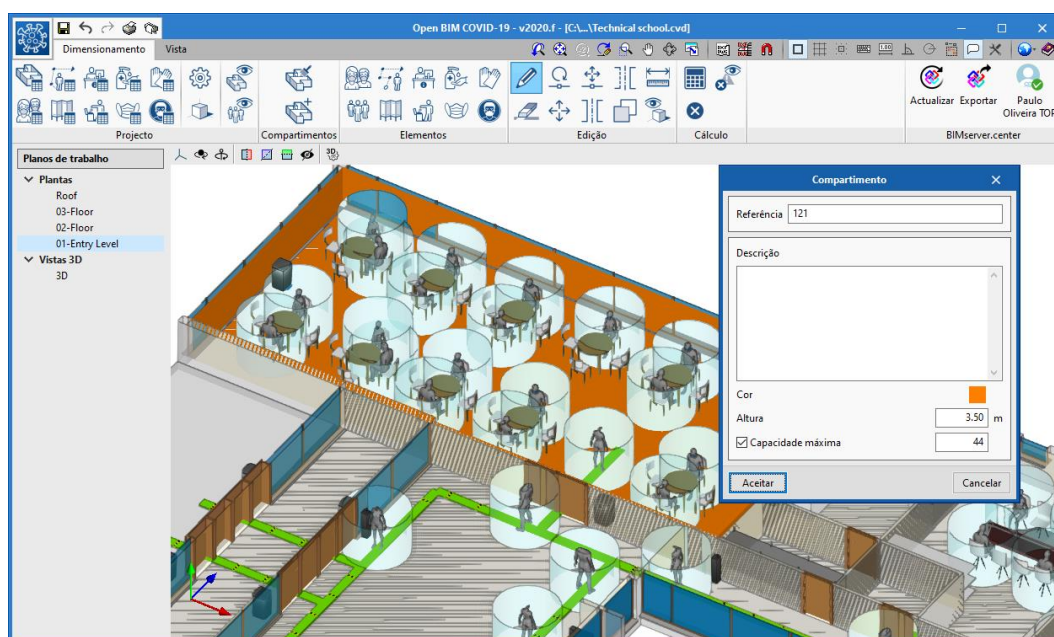 Open BIM COVID-19 - v2020.f - [C:\...\Technical school.cvd]
Dimensionamento Vista
Projecto Compartimentos Elementos Edição Cálculo BIMserver.center
Actualizar Exportar Paulo
Oliveira TOP
Planos de trabalho
Plantas
Roof
03-Floor
02-Floor
01-Entry Level
Vistas 3D
3D
3D
Compartimento
Referência 121
Descrição
Cor
Altura 3.50 m
Capacidade máxima 44
Aceitar Cancelar